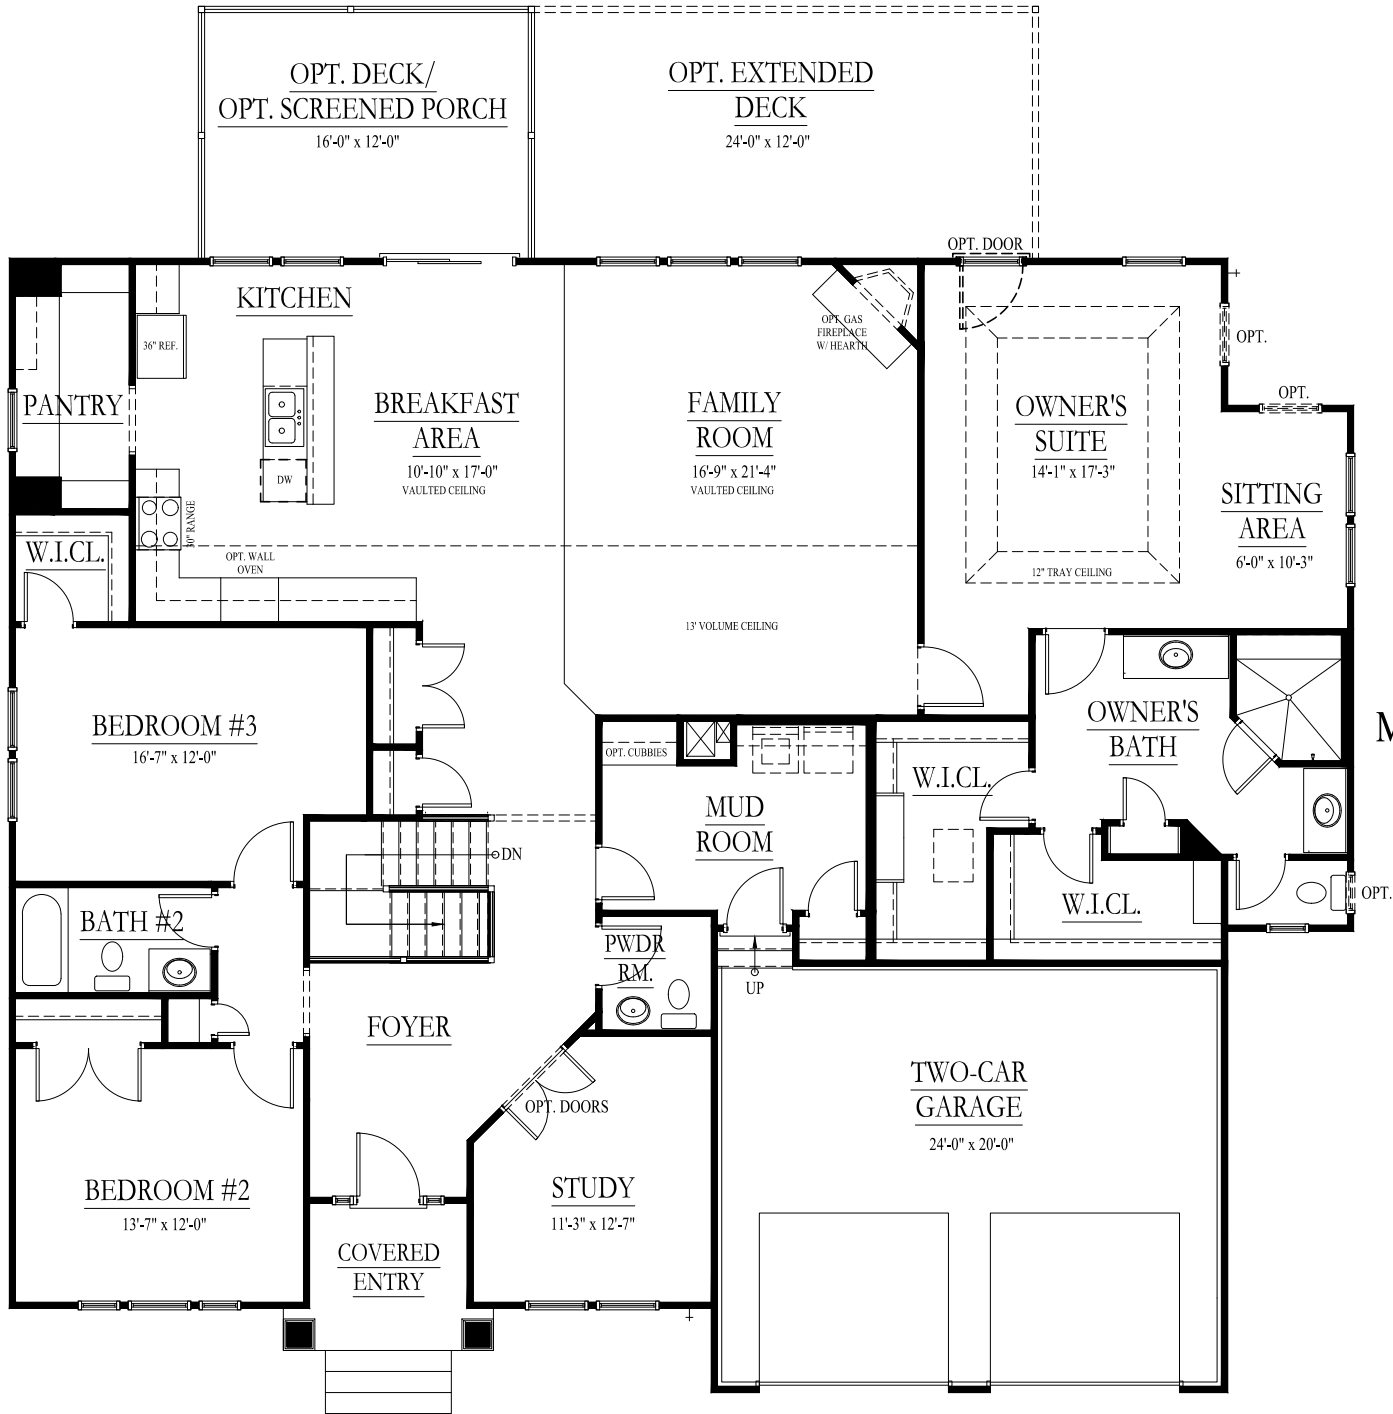 OPT. DECK/
OPT. SCREENED PORCH
16'-0" x 12'-0"
OPT. EXTENDED
DECK
24'-0" x 12'-0"
OPT. DOOR
KITCHEN
36" REF.
PANTRY
BREAKFAST
AREA
10'-10" x 17'-0"
VAULTED CEILING
DW
30" RANGE
OPT. WALL
OVEN
FAMILY
ROOM
16'-9" x 21'-4"
VAULTED CEILING
OPT. GAS
FIREPLACE
W/ HEARTH
13' VOLUME CEILING
OWNER'S
SUITE
14'-1" x 17'-3"
12" TRAY CEILING
OPT.
OPT.
SITTING
AREA
6'-0" x 10'-3"
W.I.CL.
BEDROOM #3
16'-7" x 12'-0"
OPT. CUBBIES
MUD
ROOM
W.I.CL.
OWNER'S
BATH
M
DN
W.I.CL.
OPT.
BATH #2
PWDR
RM.
UP
FOYER
OPT. DOORS
TWO-CAR
GARAGE
24'-0" x 20'-0"
BEDROOM #2
13'-7" x 12'-0"
STUDY
11'-3" x 12'-7"
COVERED
ENTRY